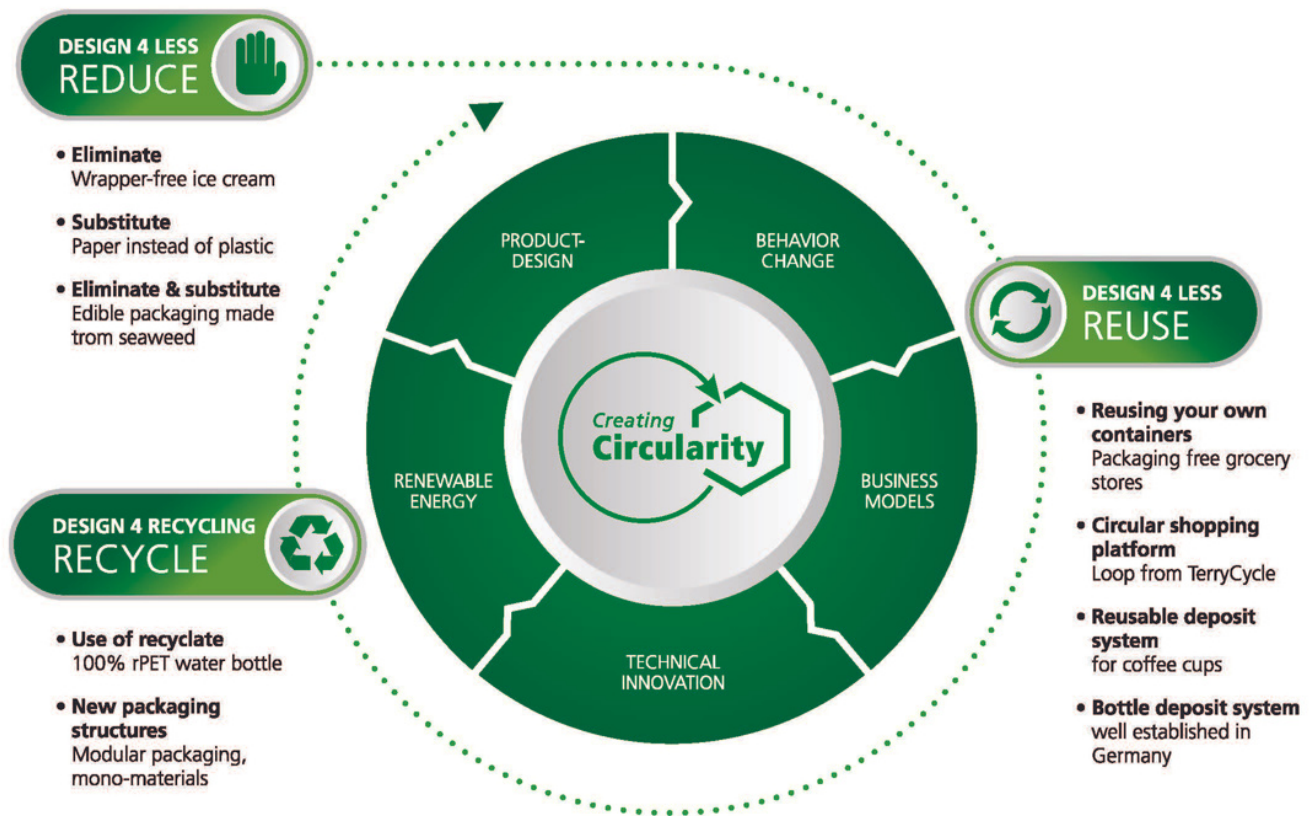 DESIGN 4 LESS
REDUCE
• Eliminate
Wrapper-free ice cream
• Substitute
Paper instead of plastic
• Eliminate & substitute
Edible packaging made
trom seaweed
PRODUCT-
DESIGN
BEHAVIOR
CHANGE
RENEWABLE
ENERGY
Creating
Circularity
BUSINESS
MODELS
TECHNICAL
INNOVATION
DESIGN 4 LESS
REUSE
• Reusing your own
containers
Packaging free grocery
stores
• Circular shopping
platform
Loop from TerryCycle
• Reusable deposit
system
for coffee cups
• Bottle deposit system
well established in
Germany
DESIGN 4 RECYCLING
RECYCLE
• Use of recyclate
100% rPET water bottle
• New packaging
structures
Modular packaging,
mono-materials